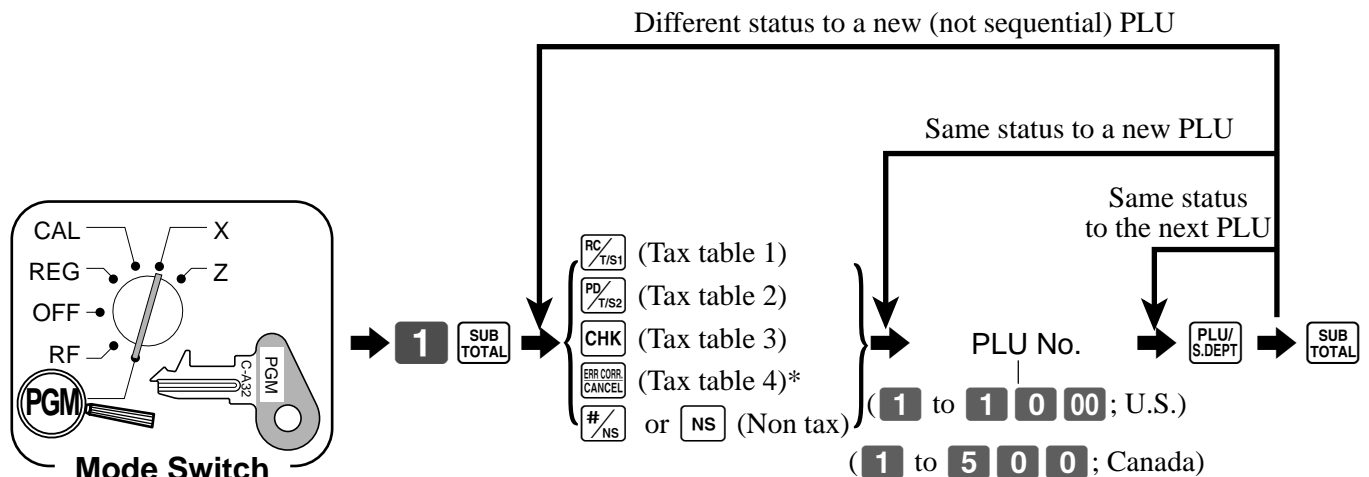 Different status to a new (not sequential) PLU
Same status to a new PLU
Same status
to the next PLU
CAL
X
REG
Z
OFF
RF
PGM
PGM
C-A32
Mode Switch
1 SUB TOTAL
RC/T/S1 (Tax table 1)
PD/T/S2 (Tax table 2)
CHK (Tax table 3)
ERR CORR. CANCEL (Tax table 4)*
#/NS or NS (Non tax)
PLU No.
(1 to 1 0 00; U.S.)
(1 to 5 0 0; Canada)
PLU/ S.DEPT
SUB TOTAL